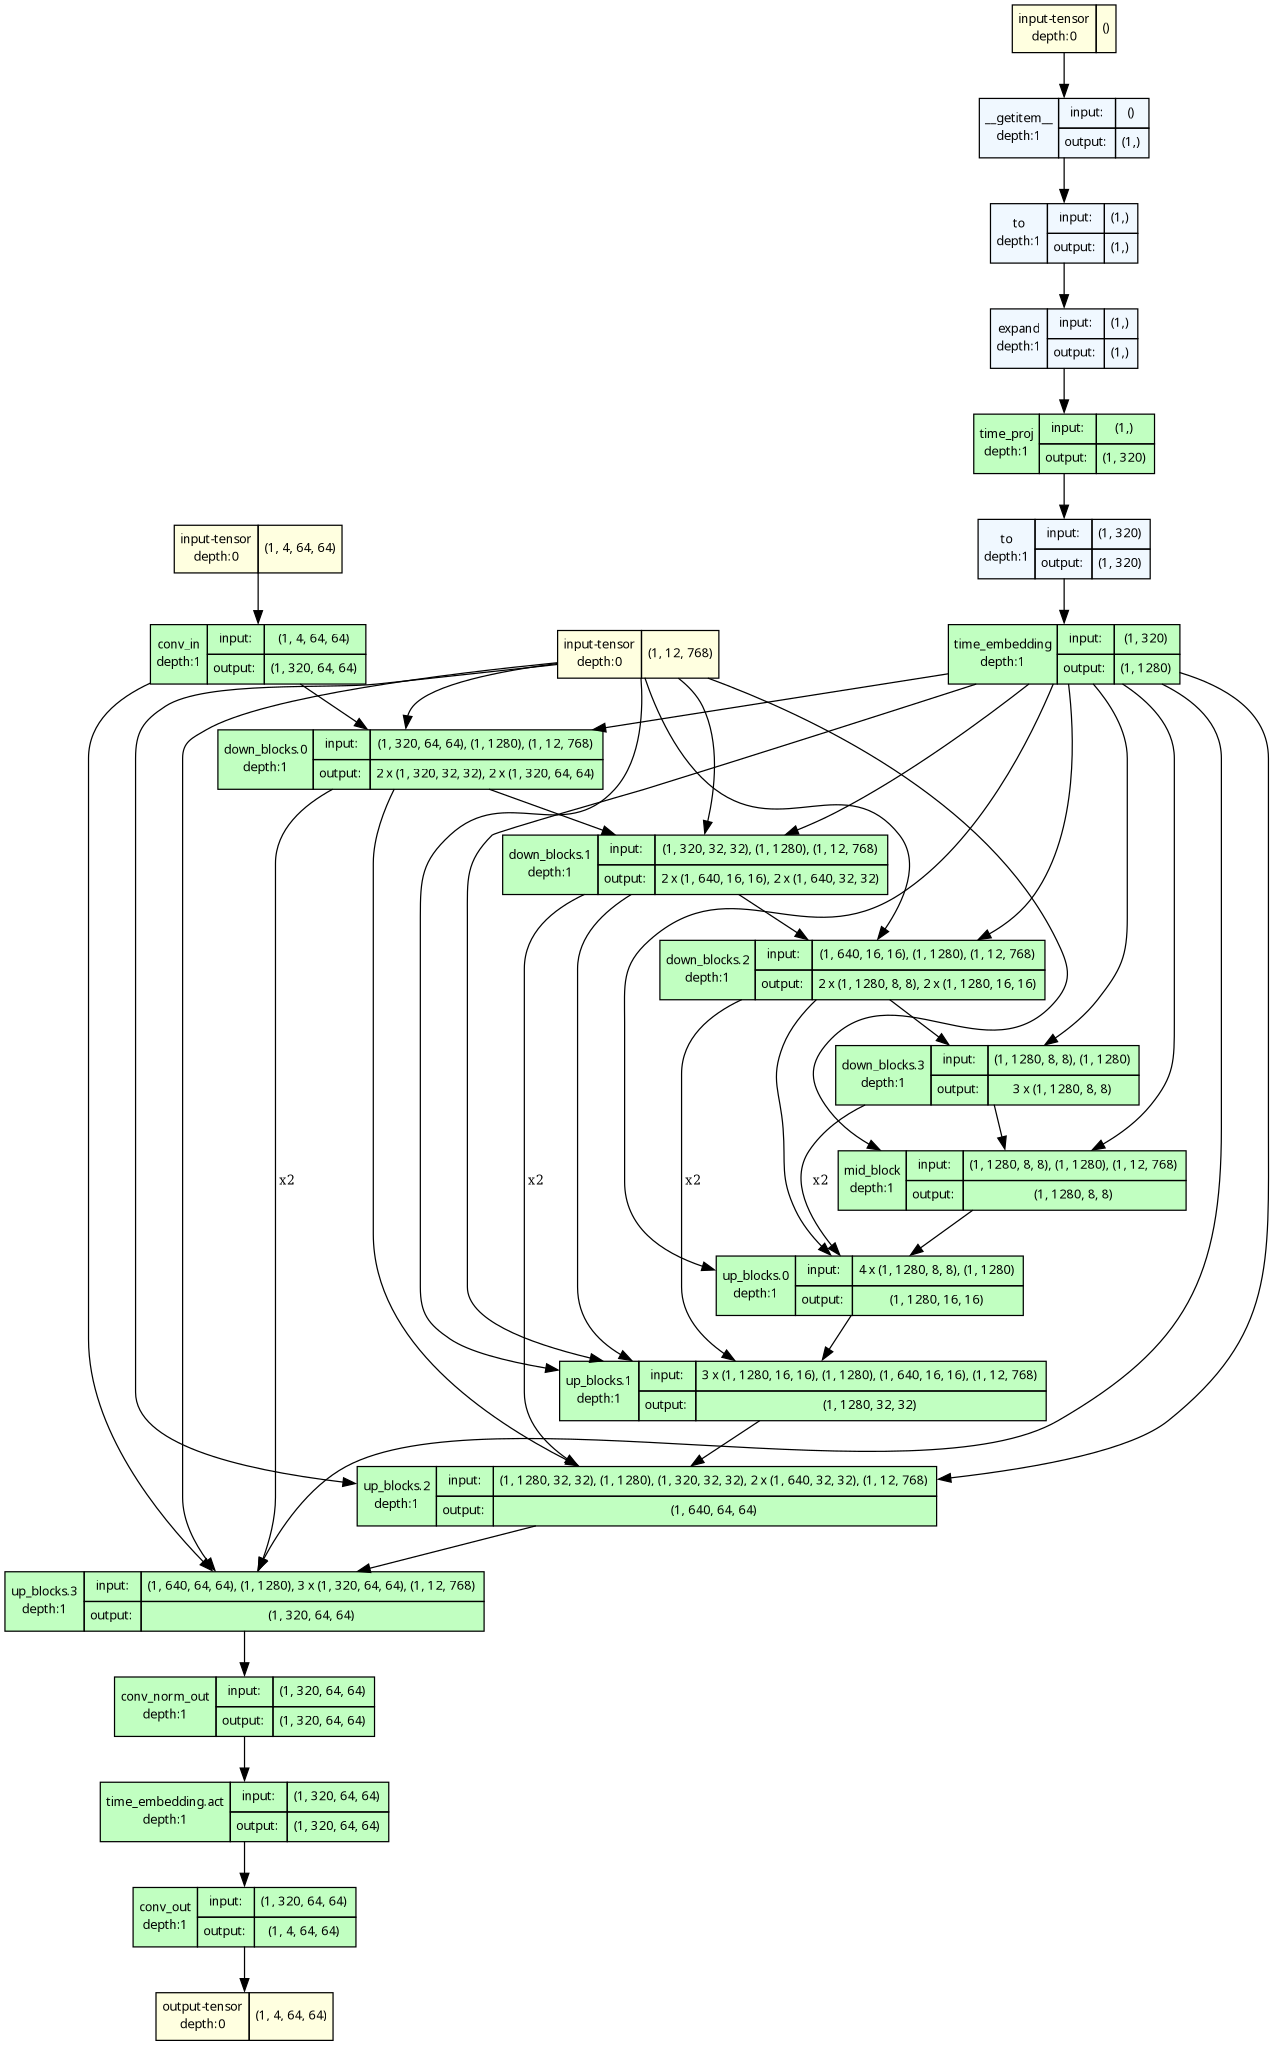 input-tensor
depth:0
()
__getitem__
depth:1
input:
()
output:
(1,)
to
depth:1
input:
(1,)
output:
(1,)
expand
depth:1
input:
(1,)
output:
(1,)
time_proj
depth:1
input:
(1,)
output:
(1, 320)
to
depth:1
input:
(1, 320)
output:
(1, 320)
input-tensor
depth:0
(1, 4, 64, 64)
conv_in
depth:1
input:
(1, 4, 64, 64)
output:
(1, 320, 64, 64)
input-tensor
depth:0
(1, 12, 768)
time_embedding
depth:1
input:
(1, 320)
output:
(1, 1280)
down_blocks.0
depth:1
input:
(1, 320, 64, 64), (1, 1280), (1, 12, 768)
output:
2 x (1, 320, 32, 32), 2 x (1, 320, 64, 64)
down_blocks.1
depth:1
input:
(1, 320, 32, 32), (1, 1280), (1, 12, 768)
output:
2 x (1, 640, 16, 16), 2 x (1, 640, 32, 32)
down_blocks.2
depth:1
input:
(1, 640, 16, 16), (1, 1280), (1, 12, 768)
output:
2 x (1, 1280, 8, 8), 2 x (1, 1280, 16, 16)
down_blocks.3
depth:1
input:
(1, 1280, 8, 8), (1, 1280)
output:
3 x (1, 1280, 8, 8)
x2
x2
x2
x2
mid_block
depth:1
input:
(1, 1280, 8, 8), (1, 1280), (1, 12, 768)
output:
(1, 1280, 8, 8)
up_blocks.0
depth:1
input:
4 x (1, 1280, 8, 8), (1, 1280)
output:
(1, 1280, 16, 16)
up_blocks.1
depth:1
input:
3 x (1, 1280, 16, 16), (1, 1280), (1, 640, 16, 16), (1, 12, 768)
output:
(1, 1280, 32, 32)
up_blocks.2
depth:1
input:
(1, 1280, 32, 32), (1, 1280), (1, 320, 32, 32), 2 x (1, 640, 32, 32), (1, 12, 768)
output:
(1, 640, 64, 64)
up_blocks.3
depth:1
input:
(1, 640, 64, 64), (1, 1280), 3 x (1, 320, 64, 64), (1, 12, 768)
output:
(1, 320, 64, 64)
conv_norm_out
depth:1
input:
(1, 320, 64, 64)
output:
(1, 320, 64, 64)
time_embedding.act
depth:1
input:
(1, 320, 64, 64)
output:
(1, 320, 64, 64)
conv_out
depth:1
input:
(1, 320, 64, 64)
output:
(1, 4, 64, 64)
output-tensor
depth:0
(1, 4, 64, 64)